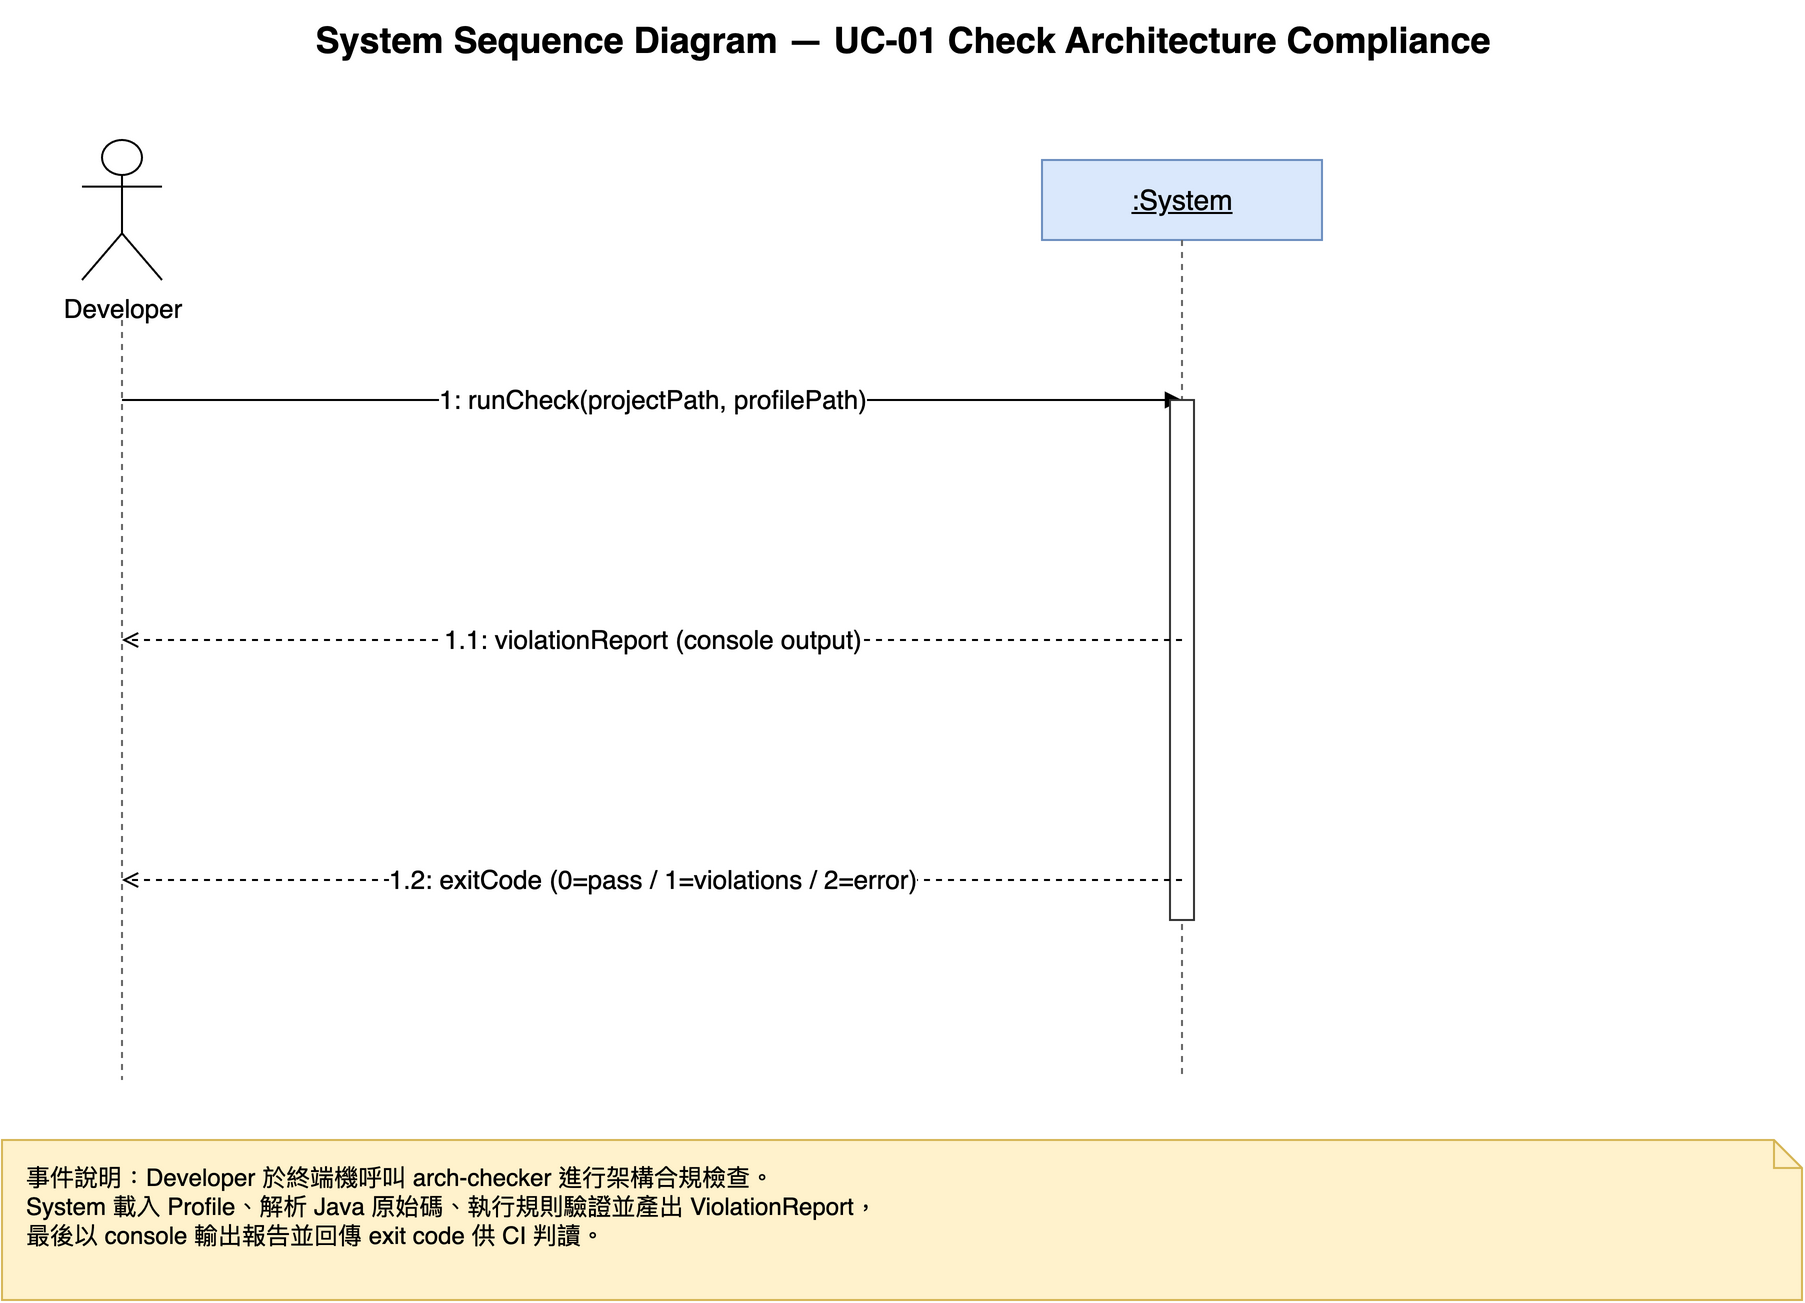 System Sequence Diagram — UC-01 Check Architecture Compliance
:System
Developer
1: runCheck(projectPath, profilePath)
1.1: violationReport (console output)
1.2: exitCode (0=pass / 1=violations / 2=error)
事件說明：Developer 於終端機呼叫 arch-checker 進行架構合規檢查。
System 載入 Profile、解析 Java 原始碼、執行規則驗證並產出 ViolationReport，
最後以 console 輸出報告並回傳 exit code 供 CI 判讀。